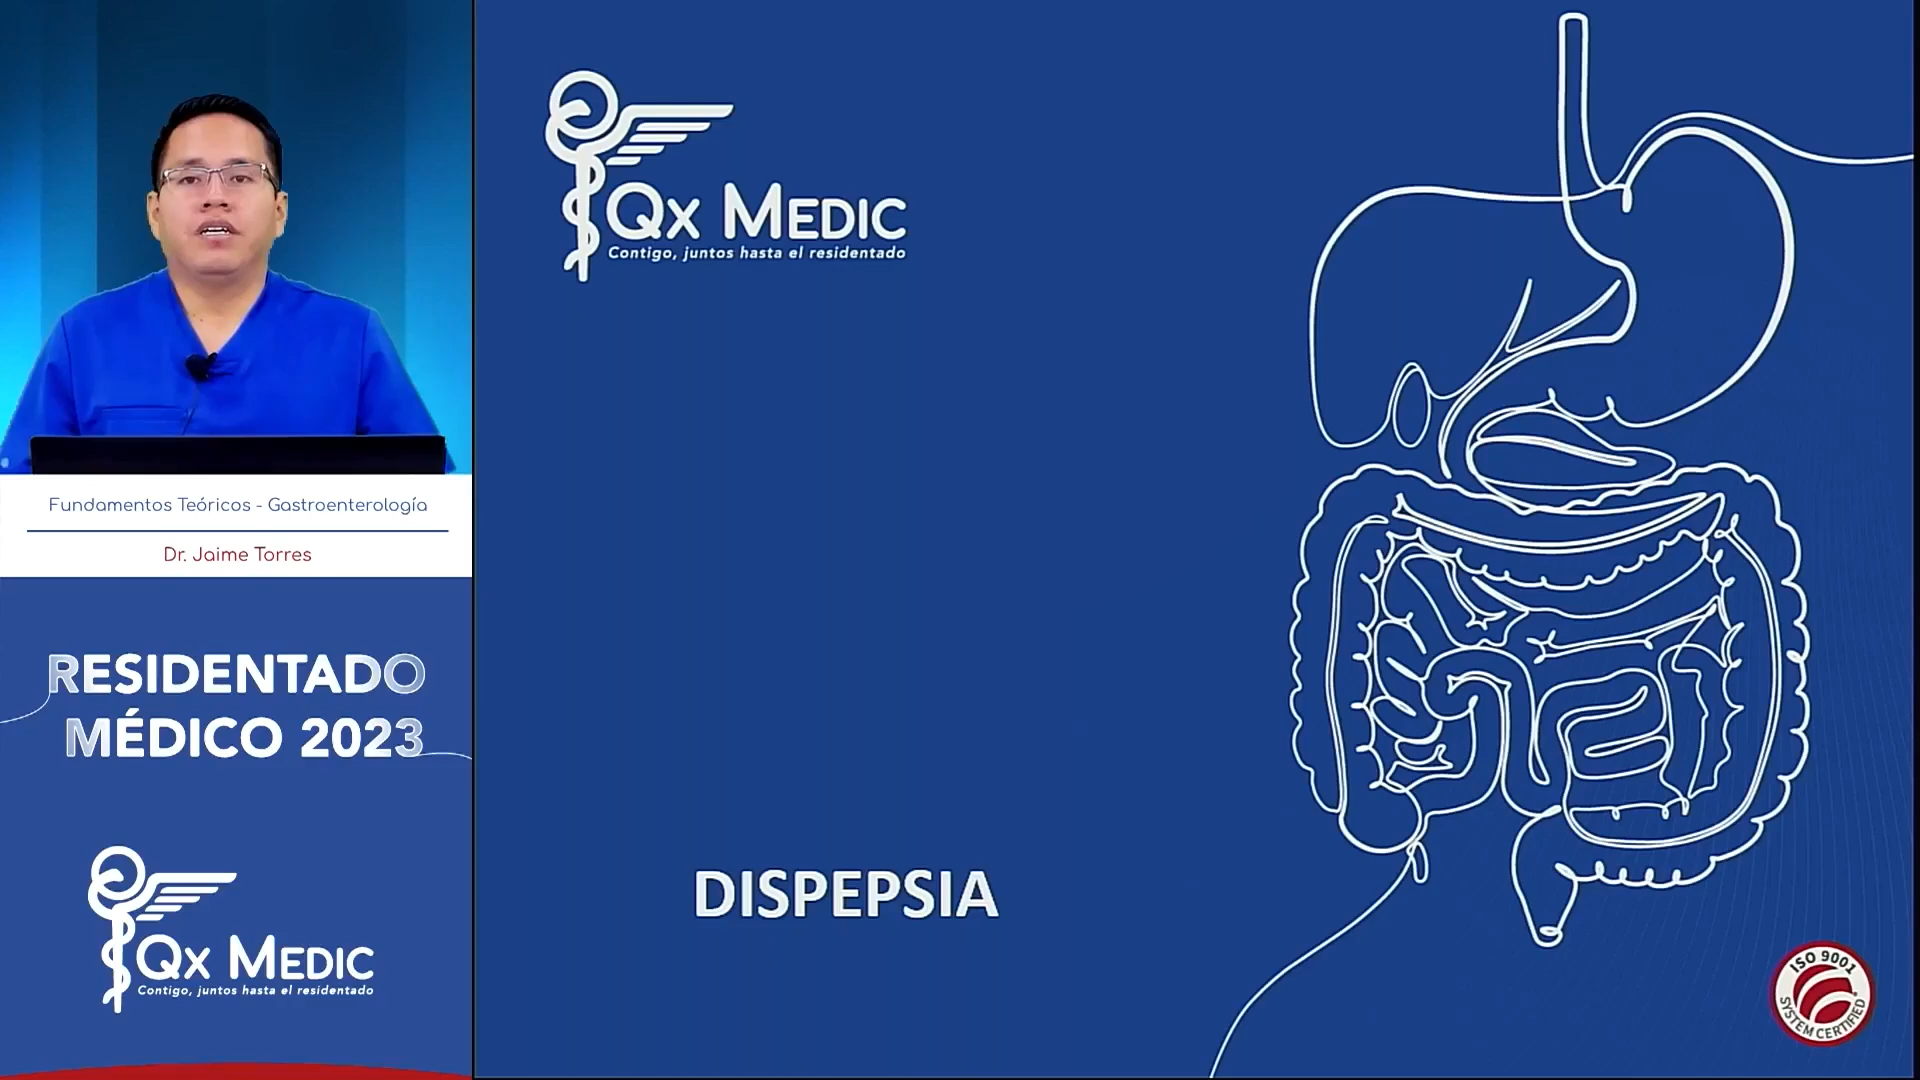 Fundamentos Teóricos - Gastroenterología
Dr. Jaime Torres
RESIDENTADO
MÉDICO 2023
Qx MEDIC
Contigo, juntos hasta el residentado
Qx MEDIC
Contigo, juntos hasta el residentado
DISPEPSIA
ISO 9001
SYSTEM CERTIFIED